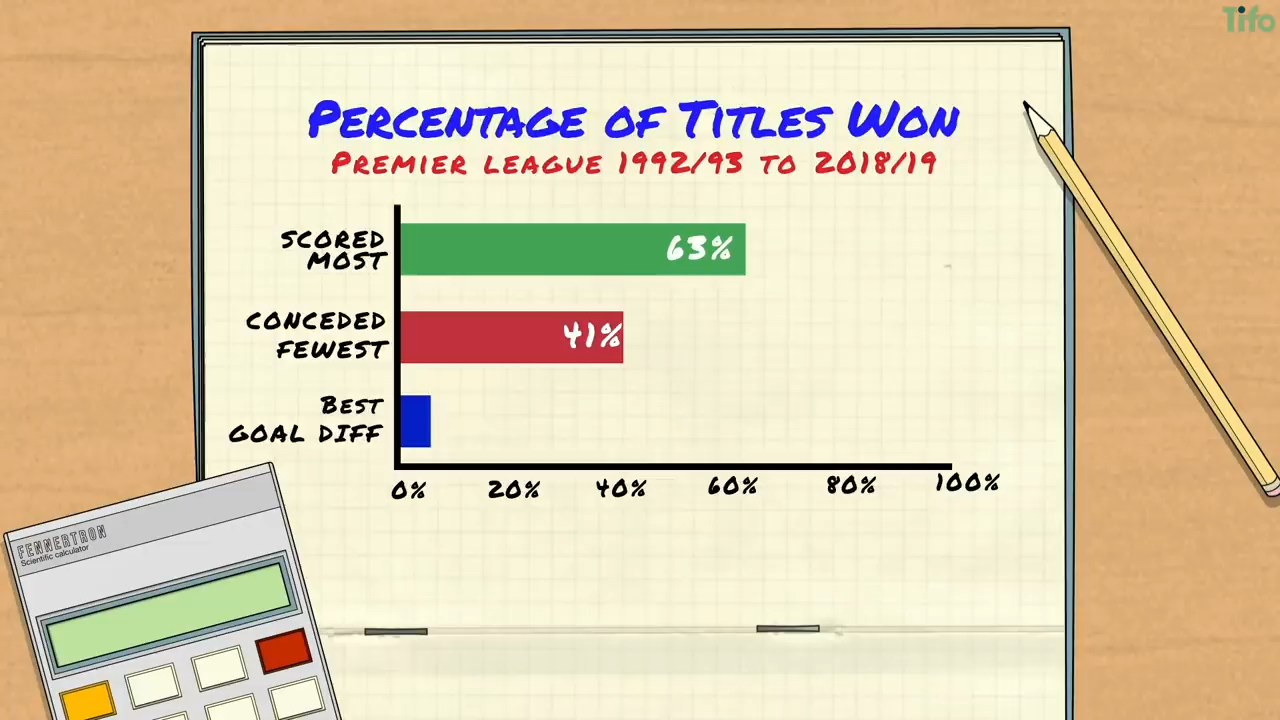 Tifo
PERCENTAGE OF TITLES WON
PREMIER LEAGUE 1992/93 TO 2018/19
SCORED
MOST
63%
CONCEDED
FEWEST
41%
BEST
GOAL DIFF
0% 20% 40% 60% 80% 100%
FENNERTRON
Scientific calculator